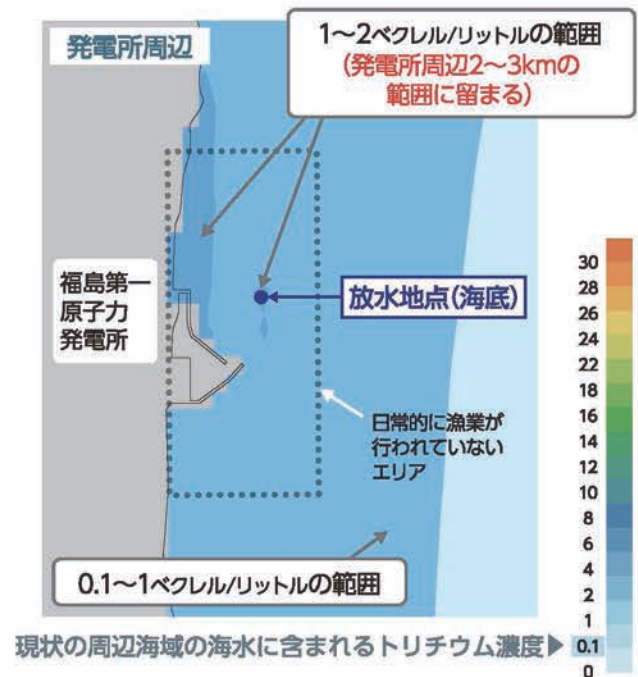 発電所周辺
1〜2ベクレル/リットルの範囲
(発電所周辺2〜3kmの
範囲に留まる)
福島第一
原子力
発電所
放水地点(海底)
日常的に漁業が
行われていない
エリア
0.1〜1ベクレル/リットルの範囲
30
28
26
24
22
18
16
14
12
10
8
6
4
2
1
0.1
0
現状の周辺海域の海水に含まれるトリチウム濃度▶